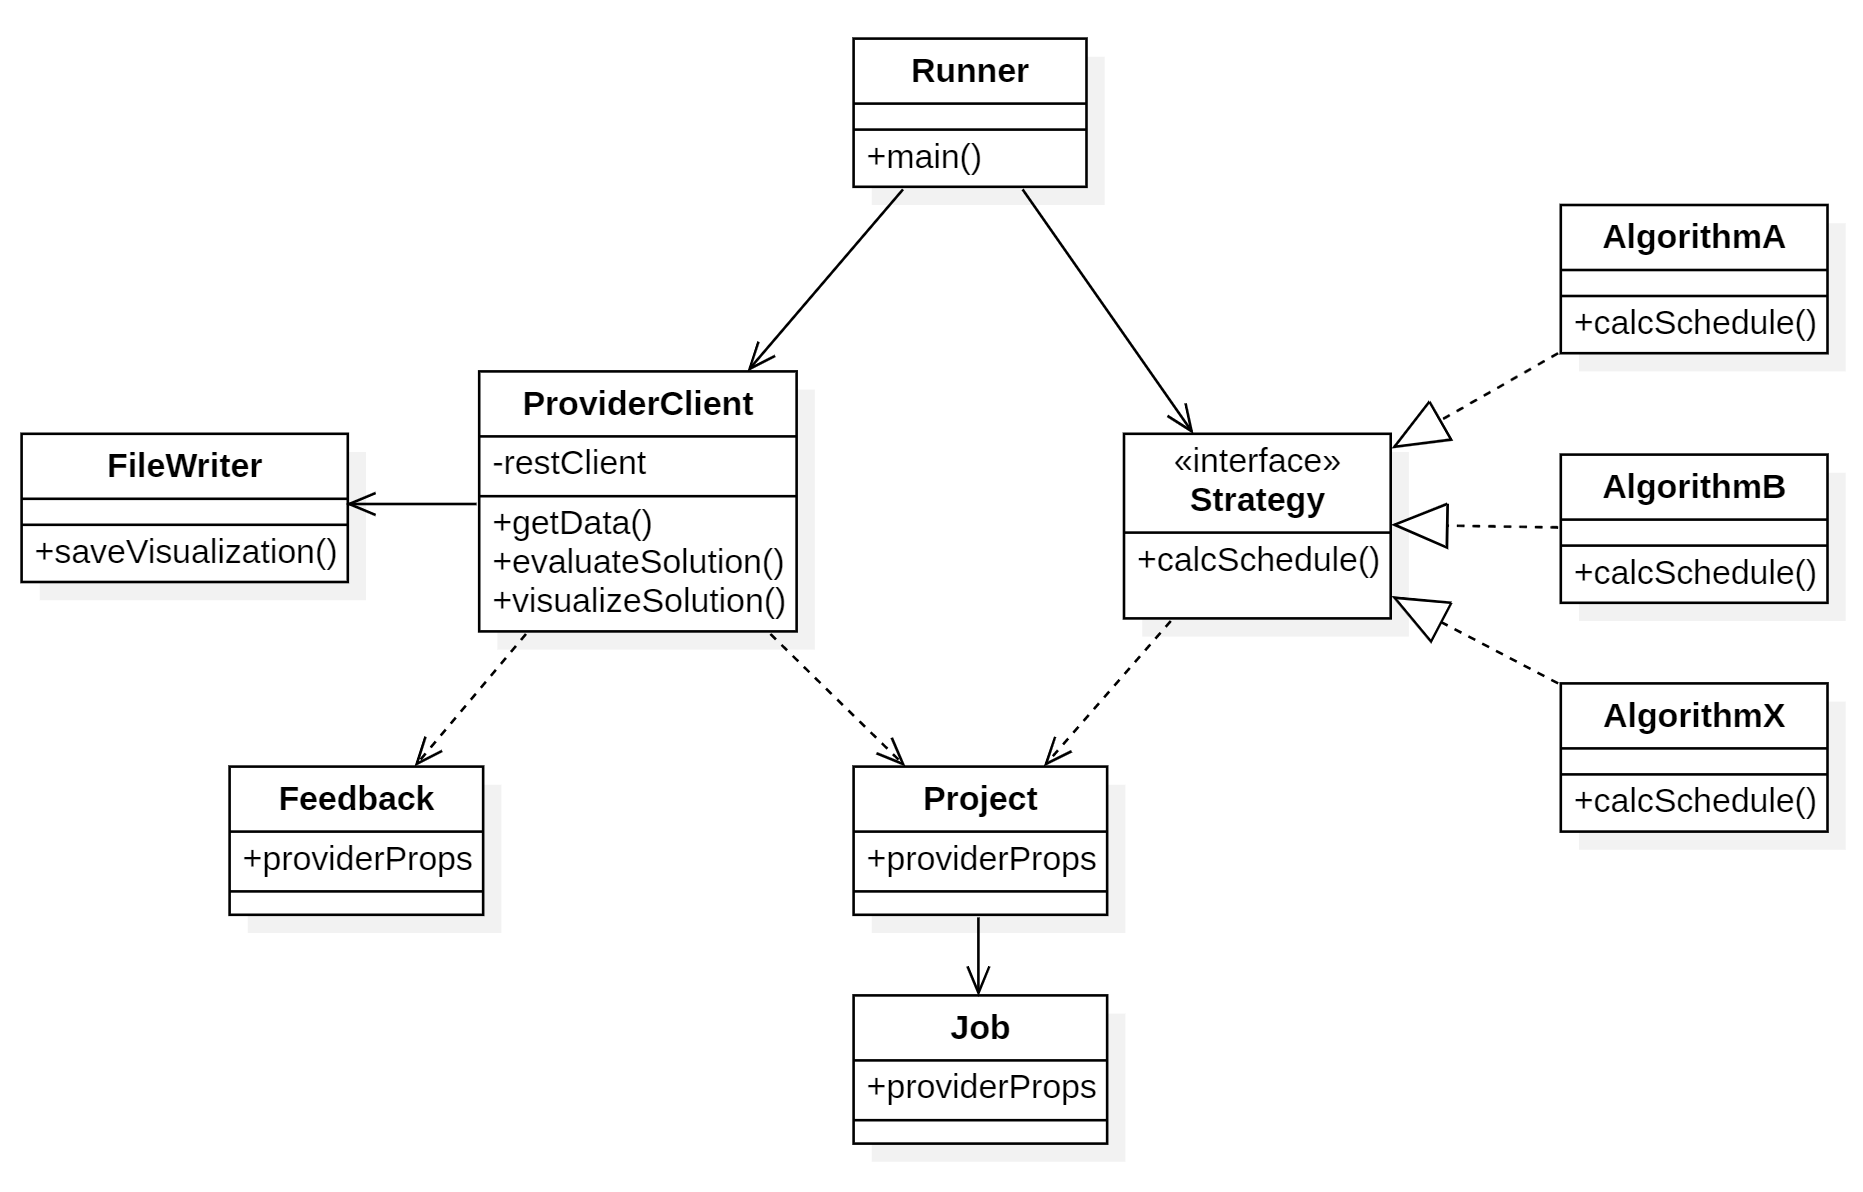 Runner
+main()
AlgorithmA
+calcSchedule()
ProviderClient
-restClient
+getData()
+evaluateSolution()
+visualizeSolution()
FileWriter
+saveVisualization()
«interface»
Strategy
+calcSchedule()
AlgorithmB
+calcSchedule()
AlgorithmX
+calcSchedule()
Feedback
+providerProps
Project
+providerProps
Job
+providerProps